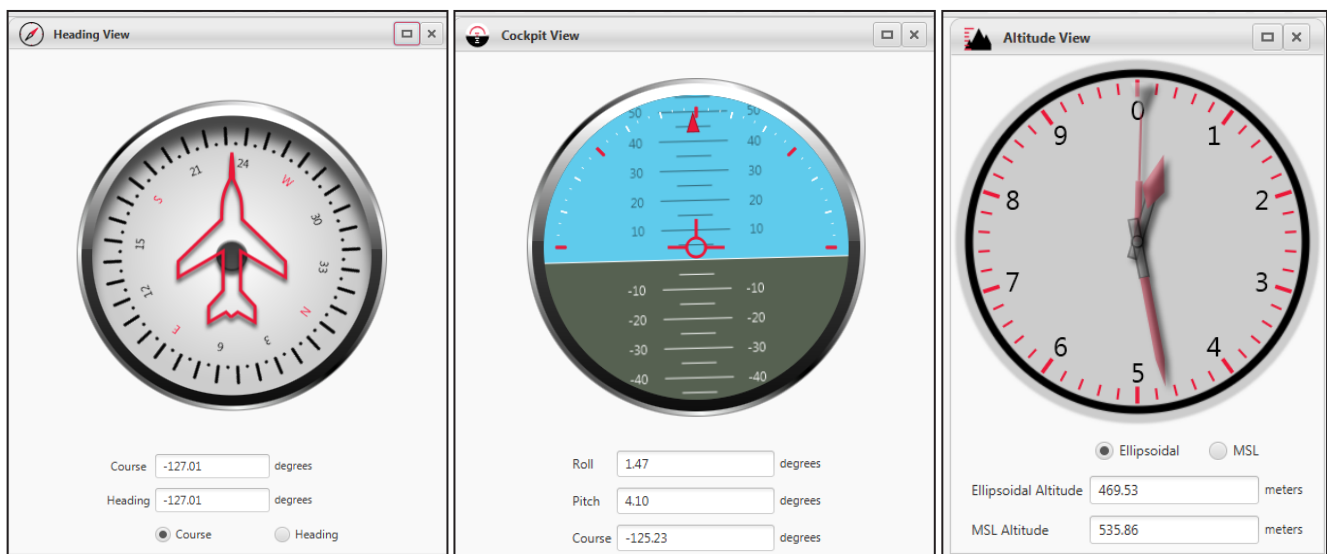 Heading View
21
24
W
30
33
N
3
6
E
12
15
S
Course -127.01 degrees
Heading -127.01 degrees
Course Heading
Cockpit View
50 50
40 40
30 30
20 20
10 10
-10 -10
-20 -20
-30 -30
-40 -40
Roll 1.47 degrees
Pitch 4.10 degrees
Course -125.23 degrees
Altitude View
0
1
2
3
4
5
6
7
8
9
Ellipsoidal MSL
Ellipsoidal Altitude 469.53 meters
MSL Altitude 535.86 meters